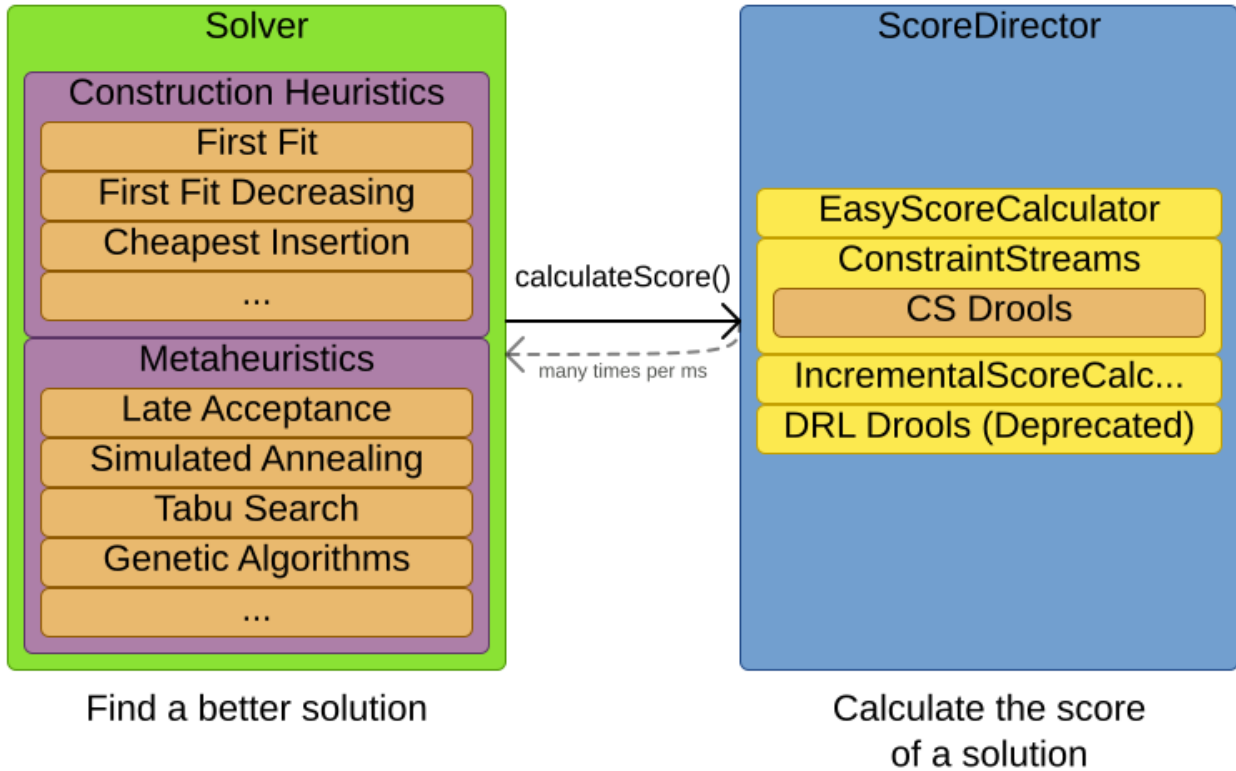 Solver
Construction Heuristics
First Fit
First Fit Decreasing
Cheapest Insertion
...
Metaheuristics
Late Acceptance
Simulated Annealing
Tabu Search
Genetic Algorithms
...
Find a better solution
calculateScore()
many times per ms
ScoreDirector
EasyScoreCalculator
ConstraintStreams
CS Drools
IncrementalScoreCalc...
DRL Drools (Deprecated)
Calculate the score
of a solution